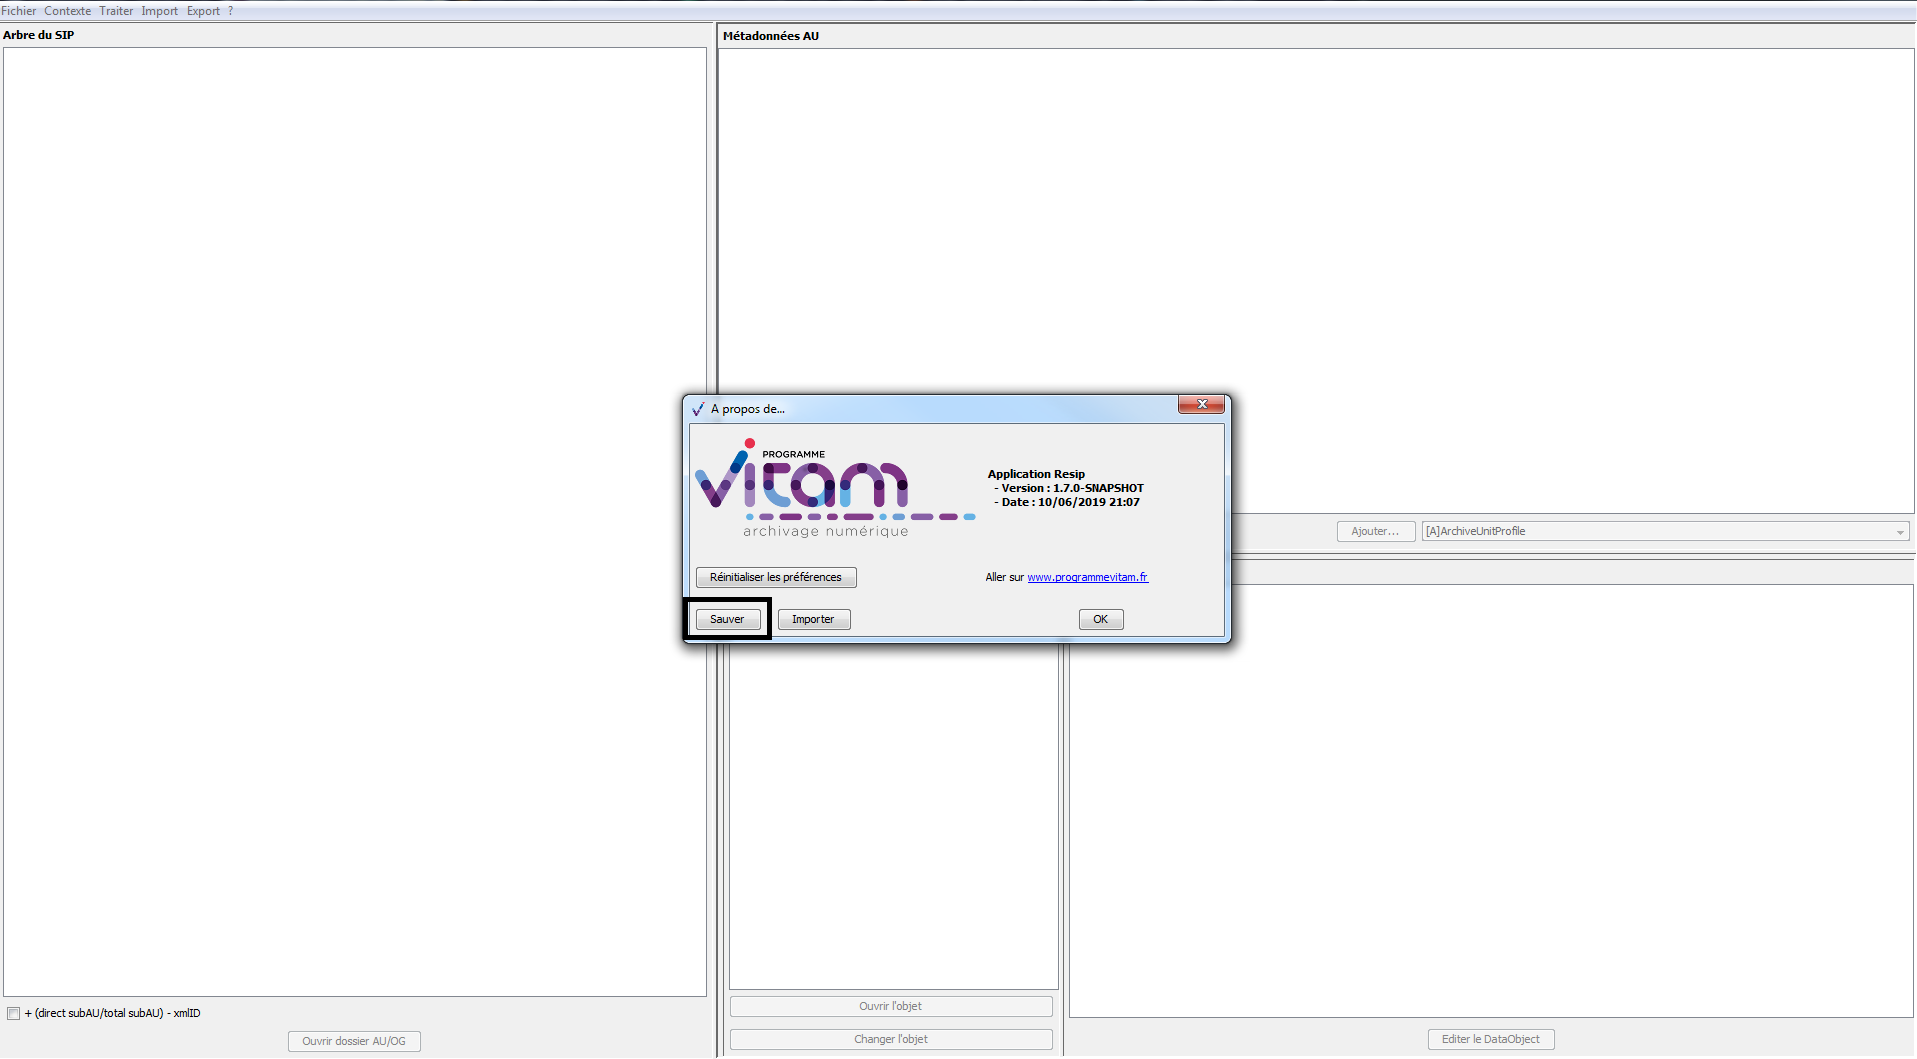 Fichier Contexte Traiter Import Export ?
Arbre du SIP
Métadonnées AU
A propos de...
PROGRAMME
vitam
archivage numérique
Application Resip
- Version : 1.7.0-SNAPSHOT
- Date : 10/06/2019 21:07
Ajouter... [A]ArchiveUnitProfile
Réinitialiser les préférences
Aller sur www.programmevitam.fr
Sauver Importer OK
Ouvrir l'objet
+ (direct subAU/total subAU) - xmlID
Ouvrir dossier AU/OG
Changer l'objet
Editer le DataObject